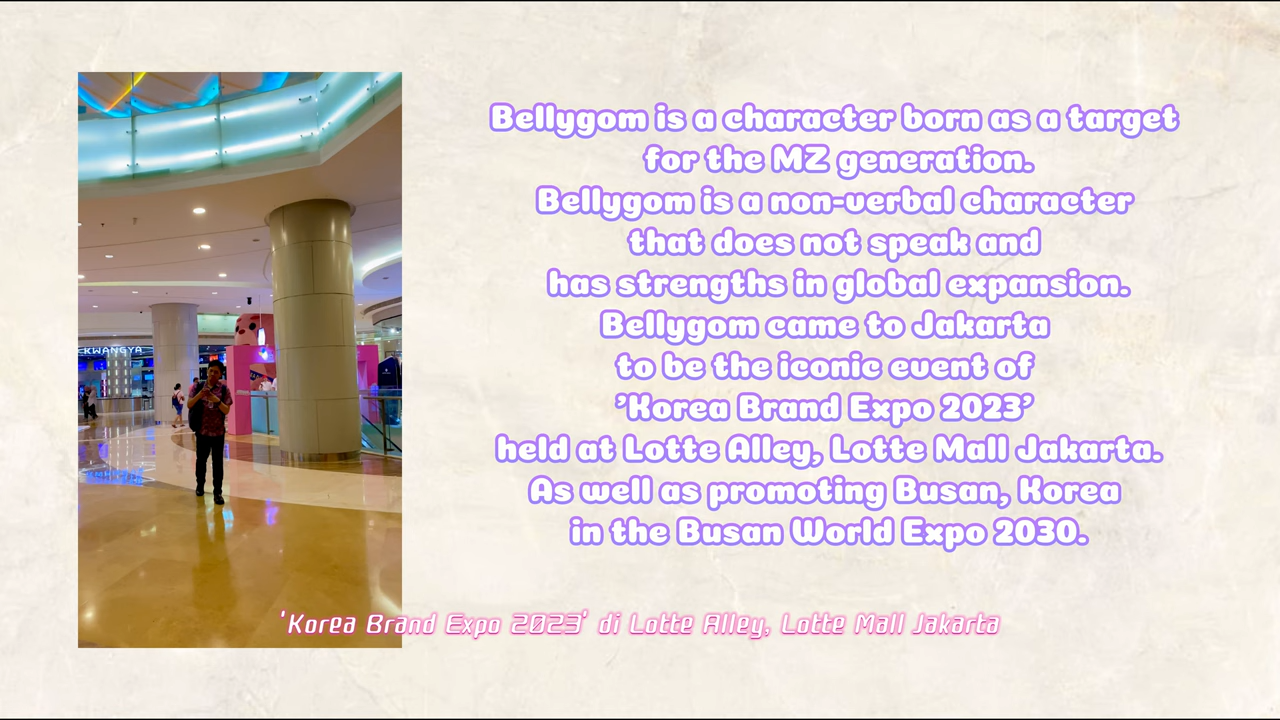 Bellygom is a character born as a target
for the MZ generation.
Bellygom is a non-verbal character
that does not speak and
has strengths in global expansion.
Bellygom came to Jakarta
to be the iconic event of
'Korea Brand Expo 2023'
held at Lotte Alley, Lotte Mall Jakarta.
As well as promoting Busan, Korea
in the Busan World Expo 2030.
KWANGYA
'Korea Brand Expo 2023' di Lotte Alley, Lotte Mall Jakarta